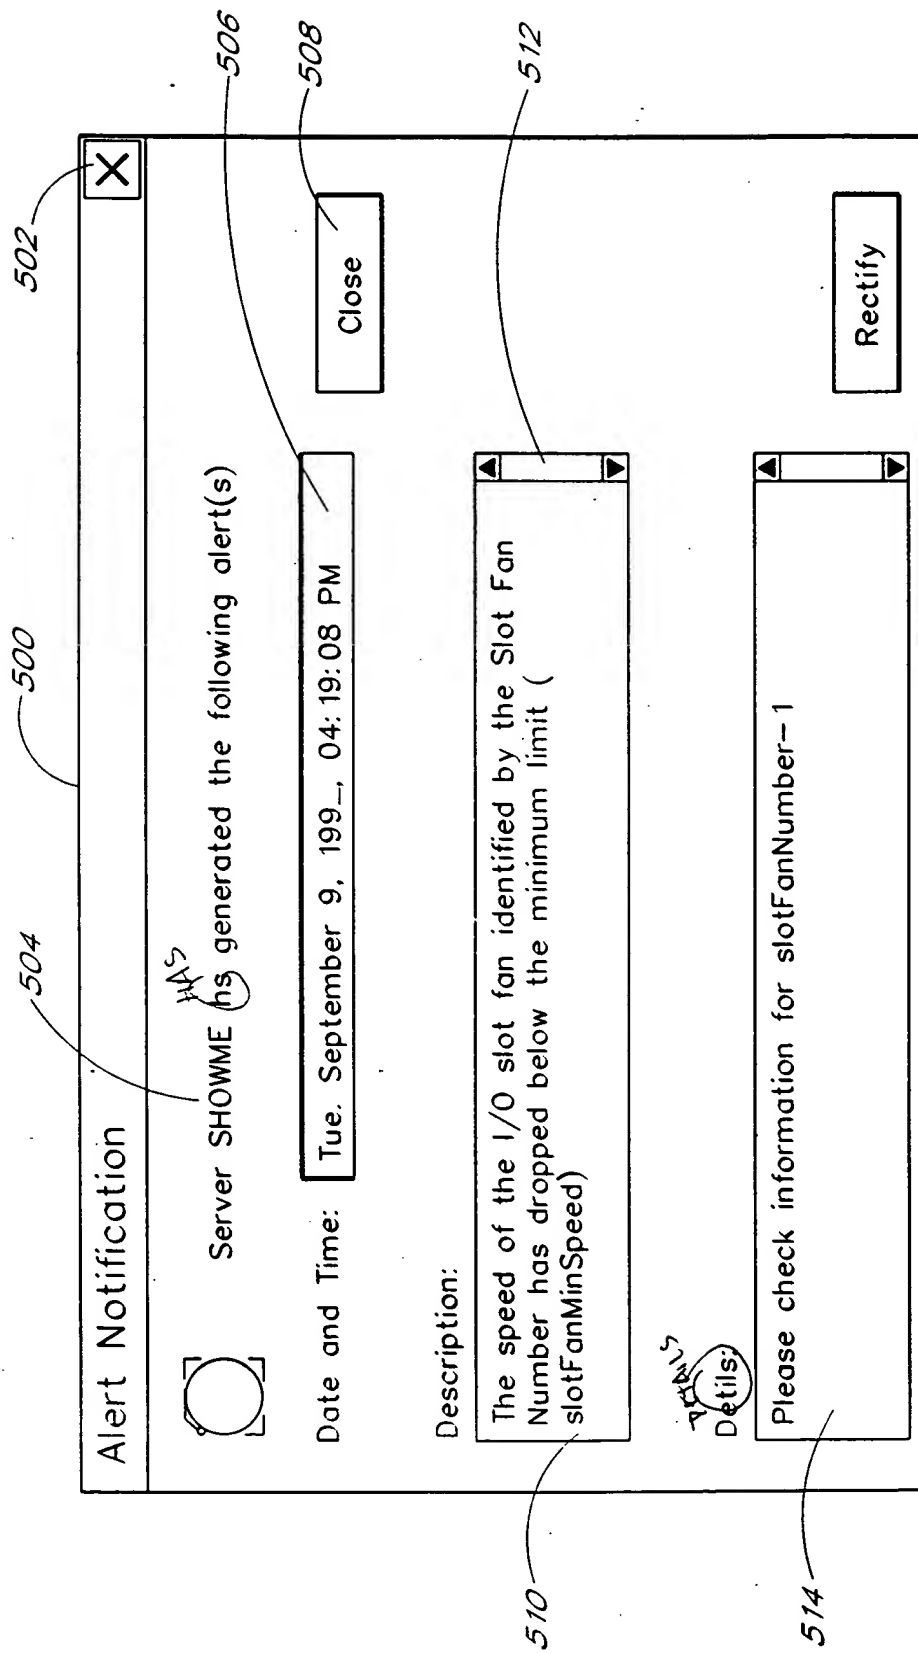 500
502
Alert Notification
X
504
506
HAS
Server SHOWME hs generated the following alert(s)
508
Date and Time:
Tue. September 9, 199_, 04:19:08 PM
Close
Description:
512
The speed of the I/O slot fan identified by the Slot Fan
Number has dropped below the minimum limit (
slotFanMinSpeed)
510
DETAILS
Detils:
Please check information for slotFanNumber-1
Rectify
514